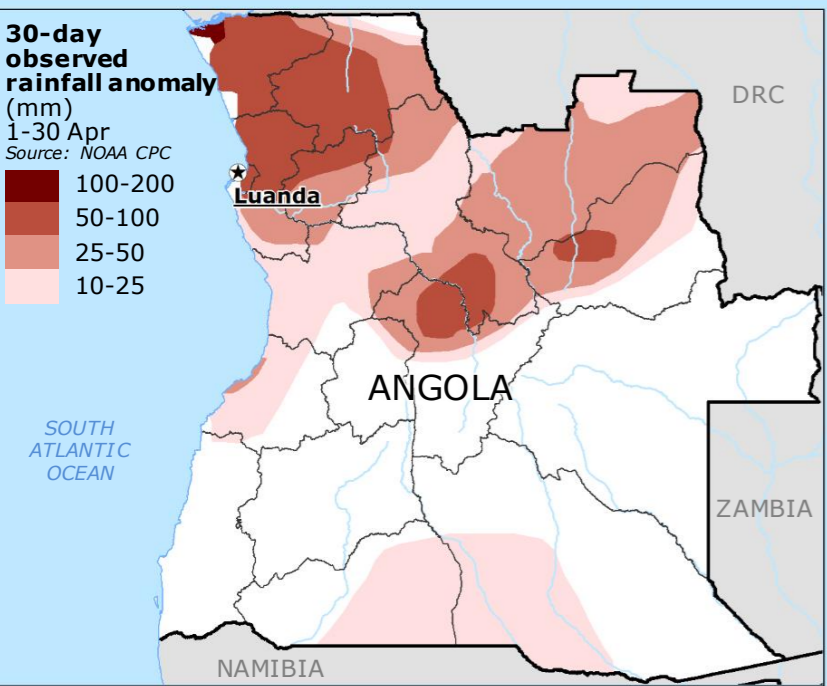 30-day
observed
rainfall anomaly
(mm)
1-30 Apr
Source: NOAA CPC
100-200
50-100
25-50
10-25
DRC
Luanda
ANGOLA
SOUTH
ATLANTIC
OCEAN
ZAMBIA
NAMIBIA